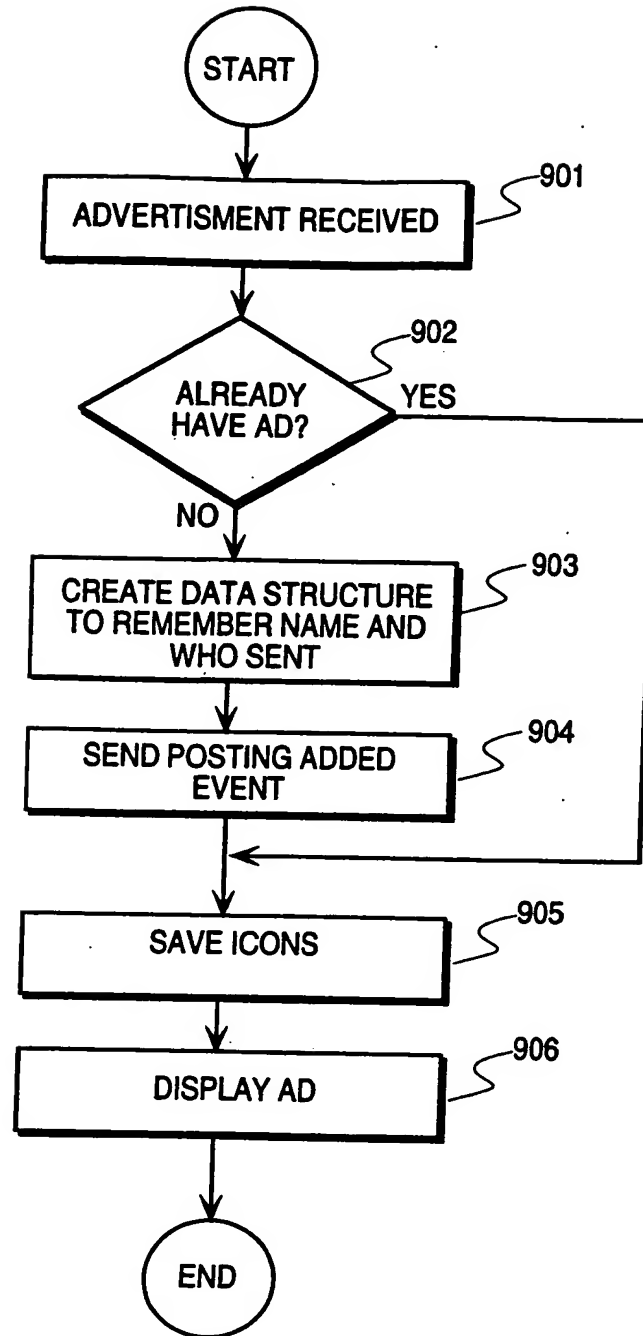 START
901
ADVERTISMENT RECEIVED
902
ALREADY
HAVE AD?
YES
NO
903
CREATE DATA STRUCTURE
TO REMEMBER NAME AND
WHO SENT
904
SEND POSTING ADDED
EVENT
905
SAVE ICONS
906
DISPLAY AD
END